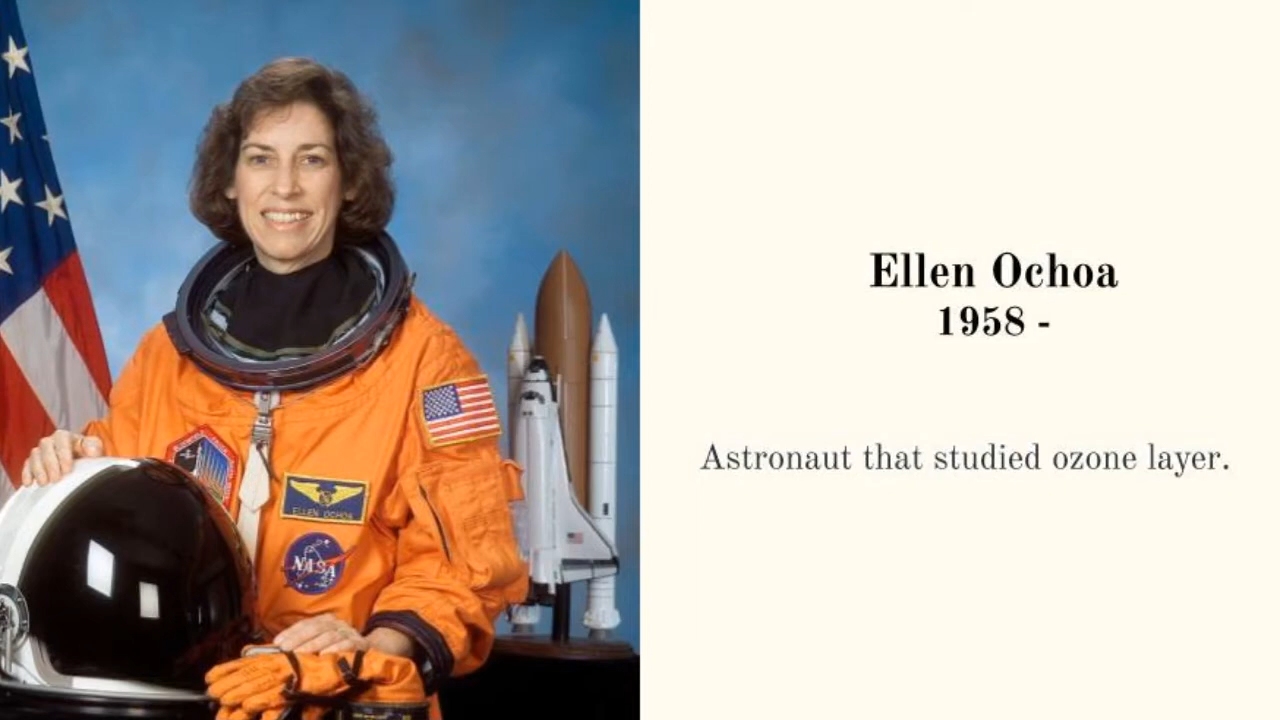 ELLEN OCHOA
NASA
Ellen Ochoa
1958 -
Astronaut that studied ozone layer.